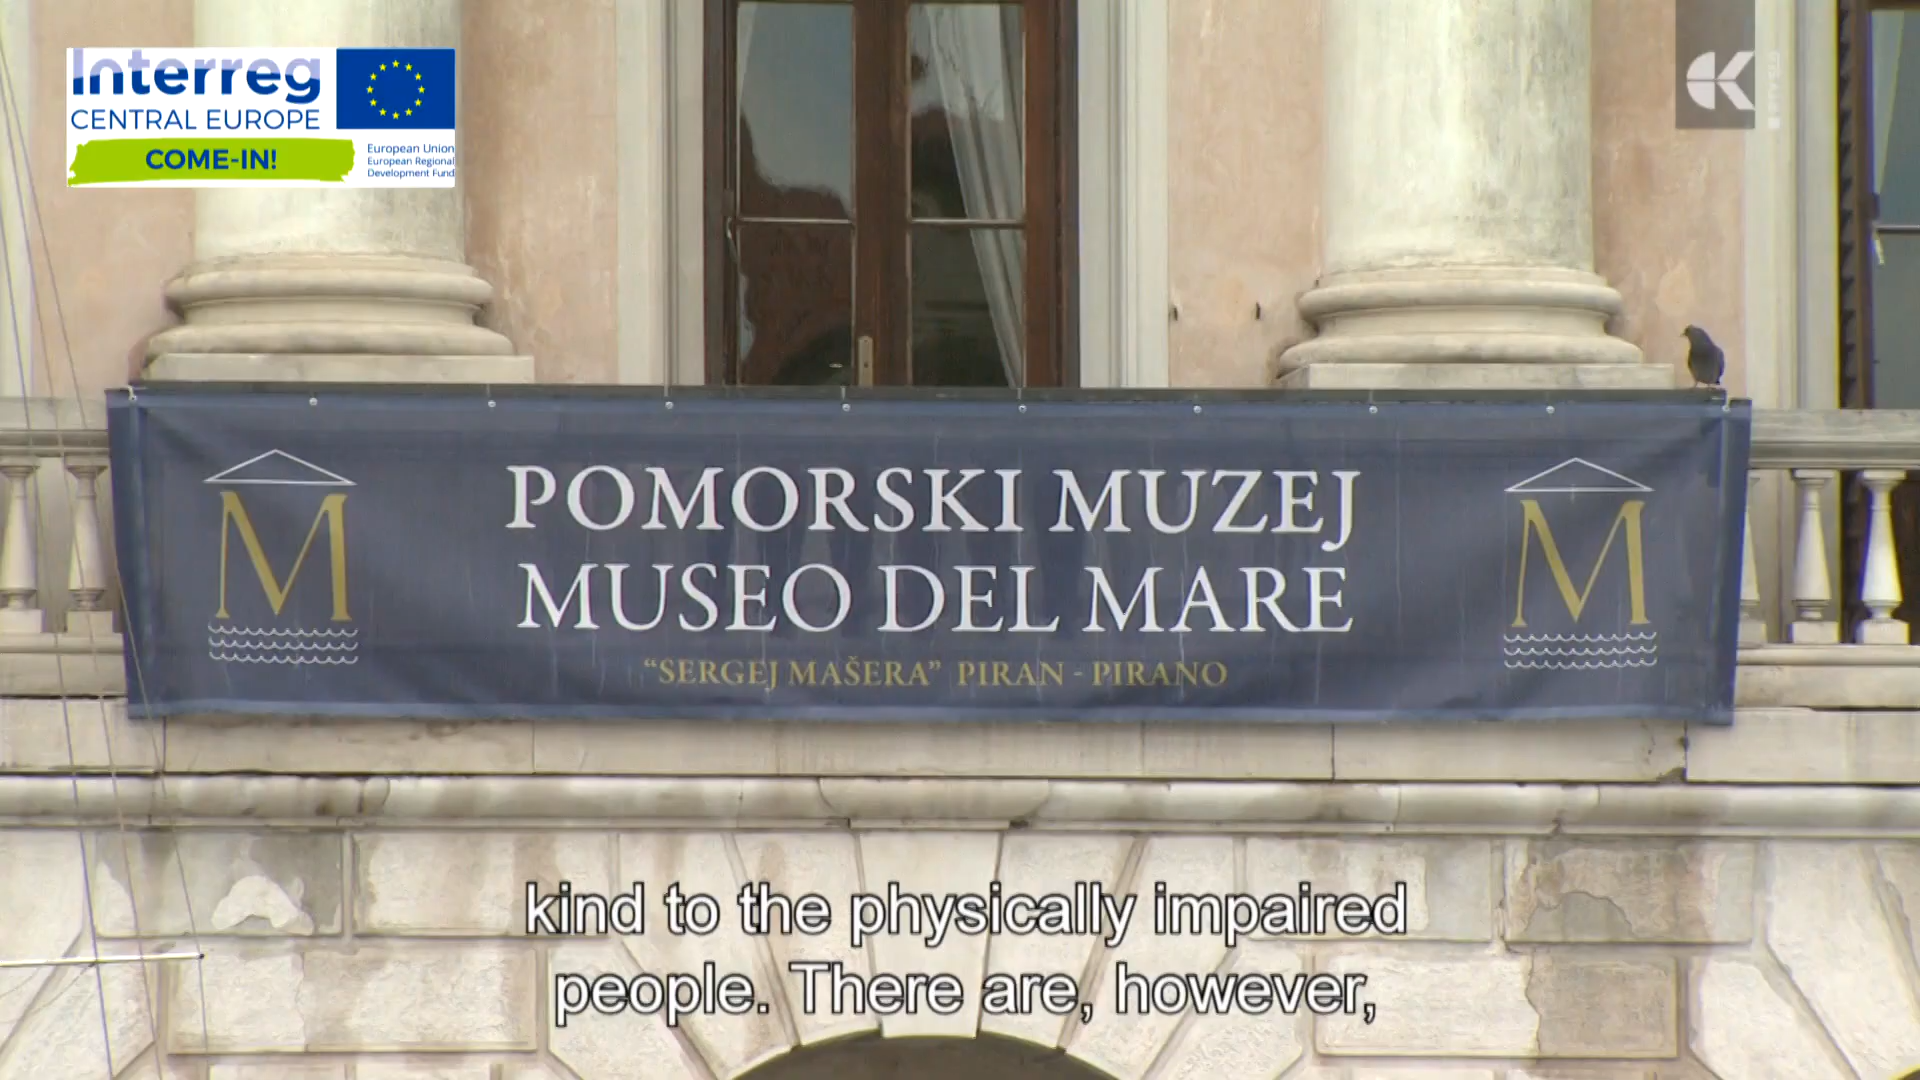 Interreg
CENTRAL EUROPE
COME-IN!
European Union
European Regional
Development Fund
M
POMORSKI MUZEJ
MUSEO DEL MARE
"SERGEJ MAŠERA" PIRAN - PIRANO
M
kind to the physically impaired
people. There are, however,